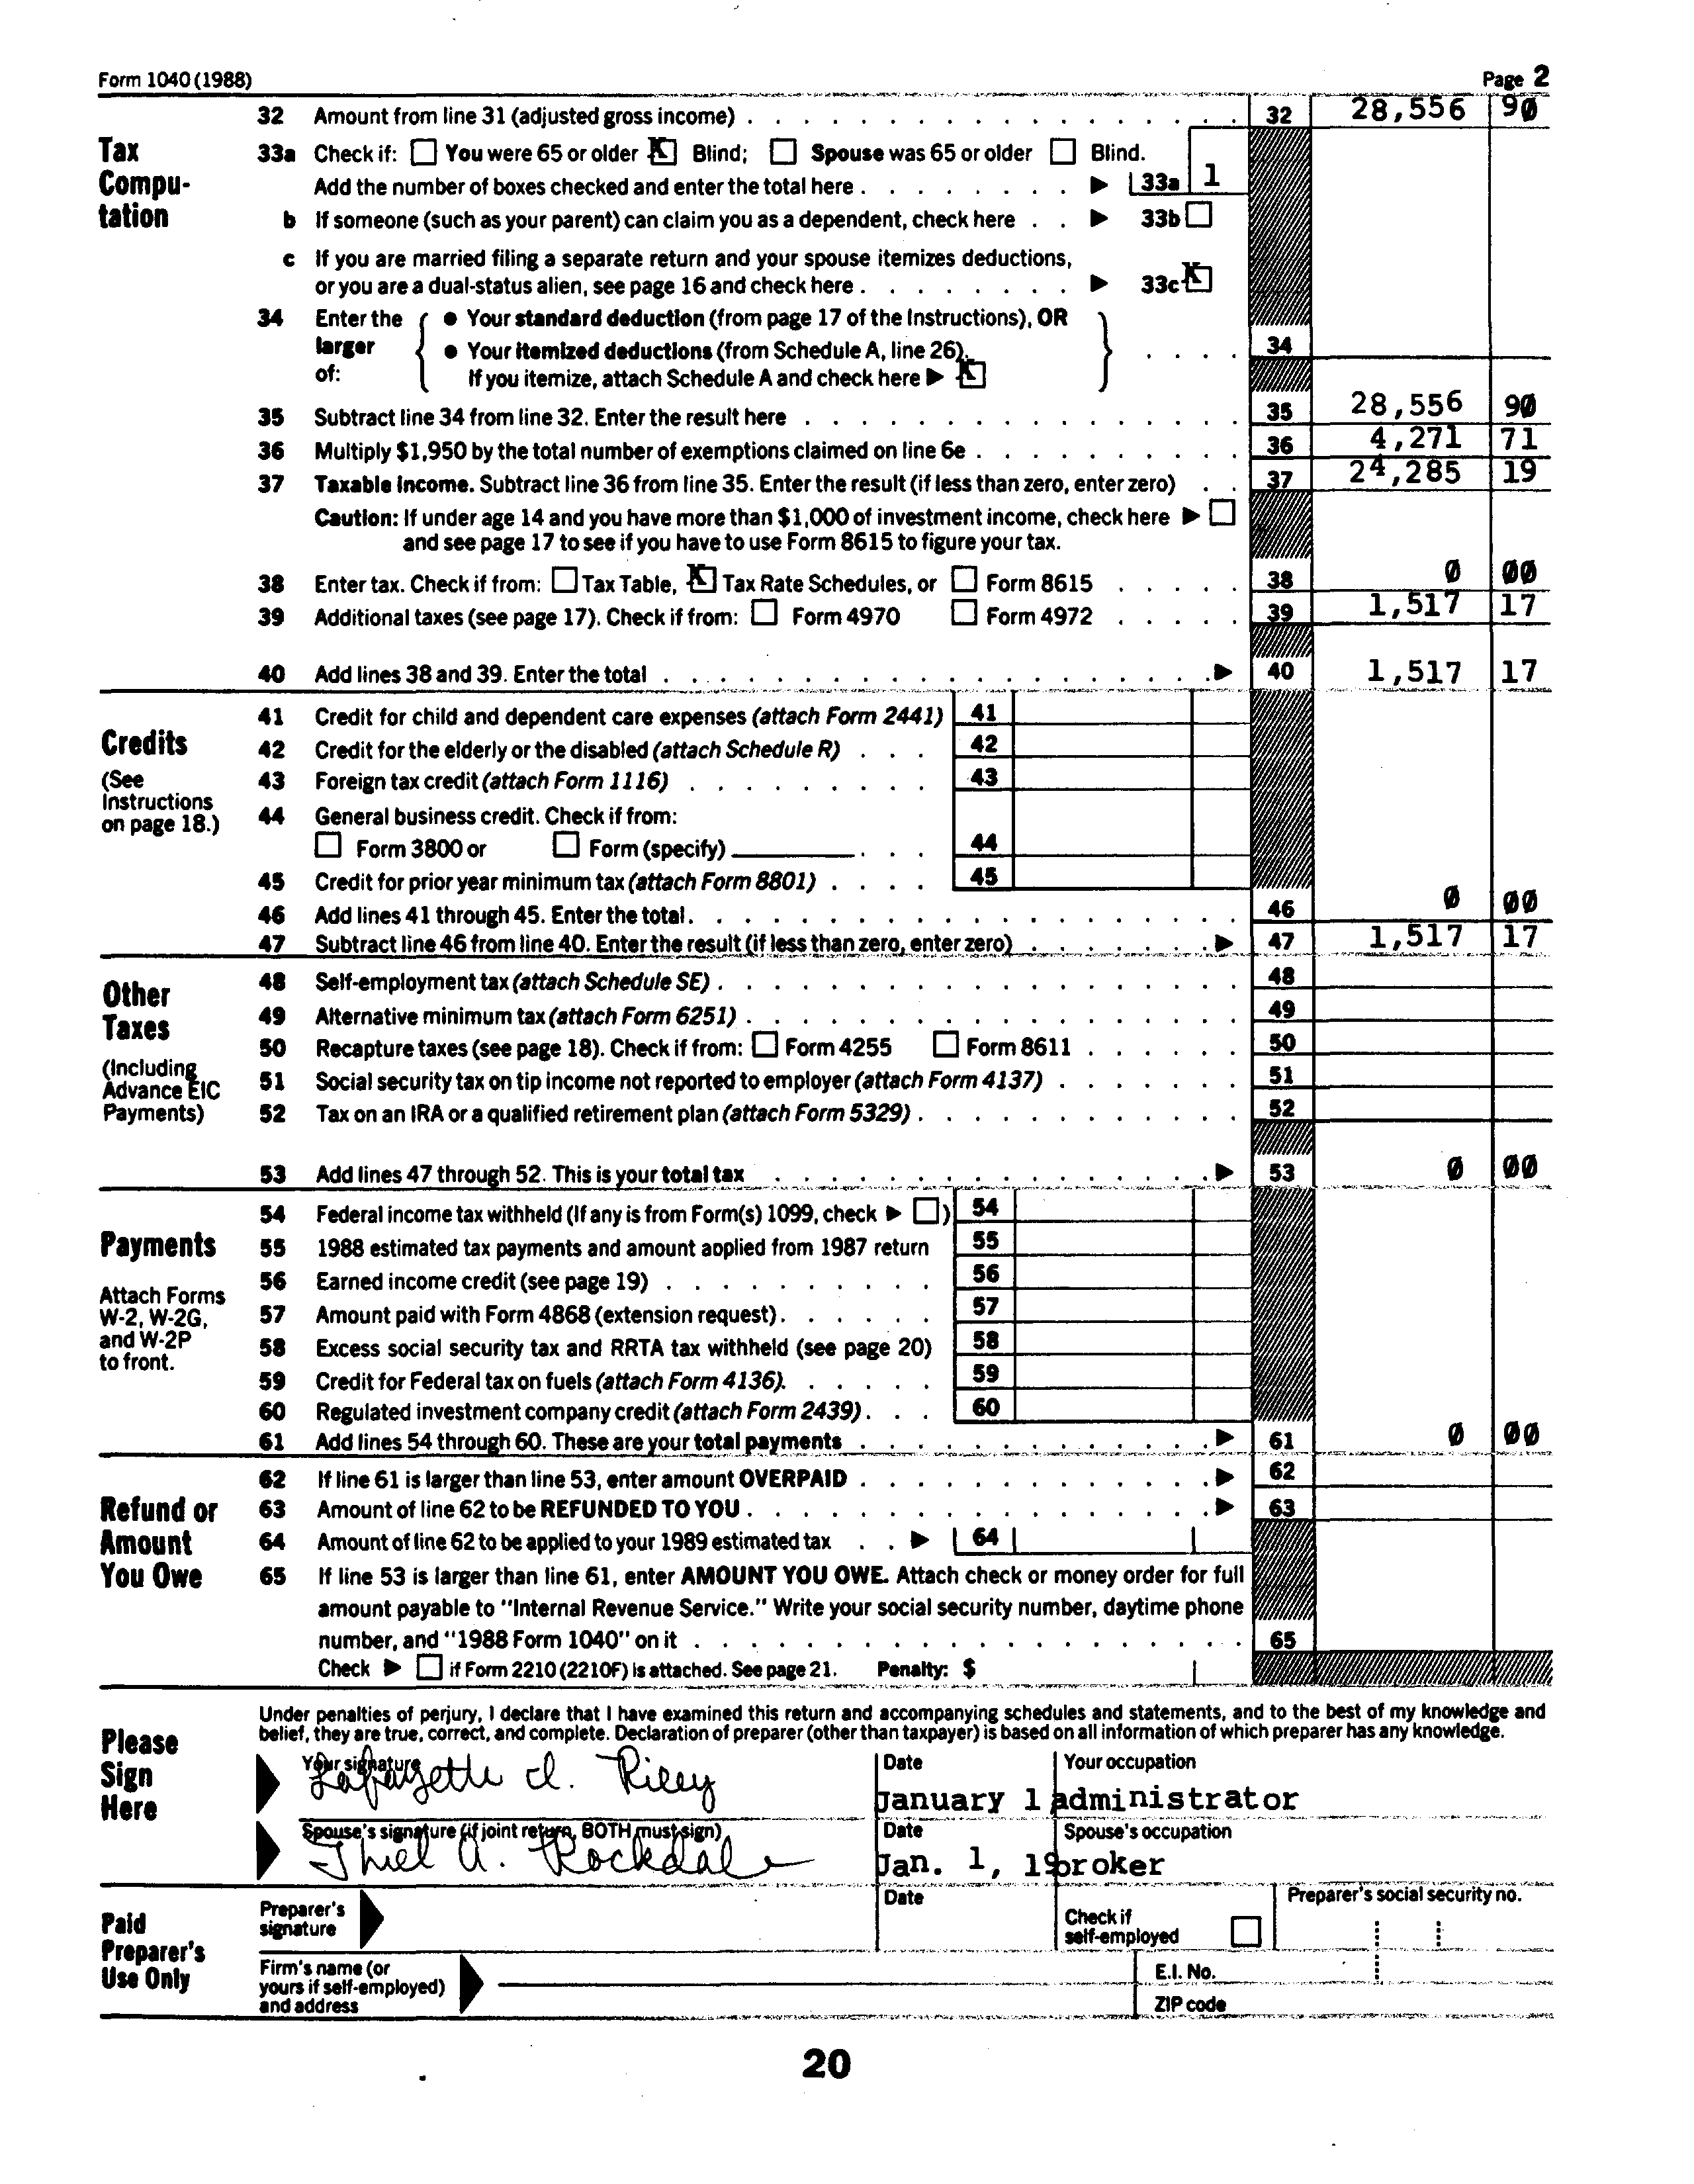 Form 1040 (1988) Page 2
32 Amount from line 31 (adjusted gross income) 32 28,556 90
Tax Computation
33a Check if: You were 65 or older X Blind; Spouse was 65 or older Blind.
Add the number of boxes checked and enter the total here 33a 1
b If someone (such as your parent) can claim you as a dependent, check here 33b
c If you are married filing a separate return and your spouse itemizes deductions,
or you are a dual-status alien, see page 16 and check here 33c X
34 Enter the larger of: • Your standard deduction (from page 17 of the Instructions), OR
• Your itemized deductions (from Schedule A, line 26). 34
If you itemize, attach Schedule A and check here ▶ X
35 Subtract line 34 from line 32. Enter the result here 35 28,556 90
36 Multiply $1,950 by the total number of exemptions claimed on line 6e 36 4,271 71
37 Taxable income. Subtract line 36 from line 35. Enter the result (if less than zero, enter zero) 37 24,285 19
Caution: If under age 14 and you have more than $1,000 of investment income, check here ▶
and see page 17 to see if you have to use Form 8615 to figure your tax.
38 Enter tax. Check if from: Tax Table, X Tax Rate Schedules, or Form 8615 38 0 00
39 Additional taxes (see page 17). Check if from: Form 4970 Form 4972 39 1,517 17
40 Add lines 38 and 39. Enter the total ▶ 40 1,517 17
Credits
(See Instructions on page 18.)
41 Credit for child and dependent care expenses (attach Form 2441) 41
42 Credit for the elderly or the disabled (attach Schedule R) 42
43 Foreign tax credit (attach Form 1116) 43
44 General business credit. Check if from:
Form 3800 or Form (specify) 44
45 Credit for prior year minimum tax (attach Form 8801) 45
46 Add lines 41 through 45. Enter the total 46 0 00
47 Subtract line 46 from line 40. Enter the result (if less than zero, enter zero) ▶ 47 1,517 17
Other Taxes
(Including Advance EIC Payments)
48 Self-employment tax (attach Schedule SE) 48
49 Alternative minimum tax (attach Form 6251) 49
50 Recapture taxes (see page 18). Check if from: Form 4255 Form 8611 50
51 Social security tax on tip income not reported to employer (attach Form 4137) 51
52 Tax on an IRA or a qualified retirement plan (attach Form 5329) 52
53 Add lines 47 through 52. This is your total tax ▶ 53 0 00
Payments
Attach Forms W-2, W-2G, and W-2P to front.
54 Federal income tax withheld (If any is from Form(s) 1099, check ▶ ) 54
55 1988 estimated tax payments and amount applied from 1987 return 55
56 Earned income credit (see page 19) 56
57 Amount paid with Form 4868 (extension request) 57
58 Excess social security tax and RRTA tax withheld (see page 20) 58
59 Credit for Federal tax on fuels (attach Form 4136) 59
60 Regulated investment company credit (attach Form 2439) 60
61 Add lines 54 through 60. These are your total payments ▶ 61 0 00
Refund or Amount You Owe
62 If line 61 is larger than line 53, enter amount OVERPAID ▶ 62
63 Amount of line 62 to be REFUNDED TO YOU ▶ 63
64 Amount of line 62 to be applied to your 1989 estimated tax ▶ 64
65 If line 53 is larger than line 61, enter AMOUNT YOU OWE. Attach check or money order for full
amount payable to "Internal Revenue Service." Write your social security number, daytime phone
number, and "1988 Form 1040" on it 65
Check ▶ if Form 2210 (2210F) is attached. See page 21. Penalty: $
Please Sign Here
Under penalties of perjury, I declare that I have examined this return and accompanying schedules and statements, and to the best of my knowledge and
belief, they are true, correct, and complete. Declaration of preparer (other than taxpayer) is based on all information of which preparer has any knowledge.
Your signature Date Your occupation
Lafayette d. Riley January 1 administrator
Spouse's signature (if joint return, BOTH must sign) Date Spouse's occupation
Thiel A. Rockdale Jan. 1, 19 broker
Paid Preparer's Use Only
Preparer's signature Date Check if self-employed Preparer's social security no.
Firm's name (or yours if self-employed) and address E.I. No.
ZIP code
20